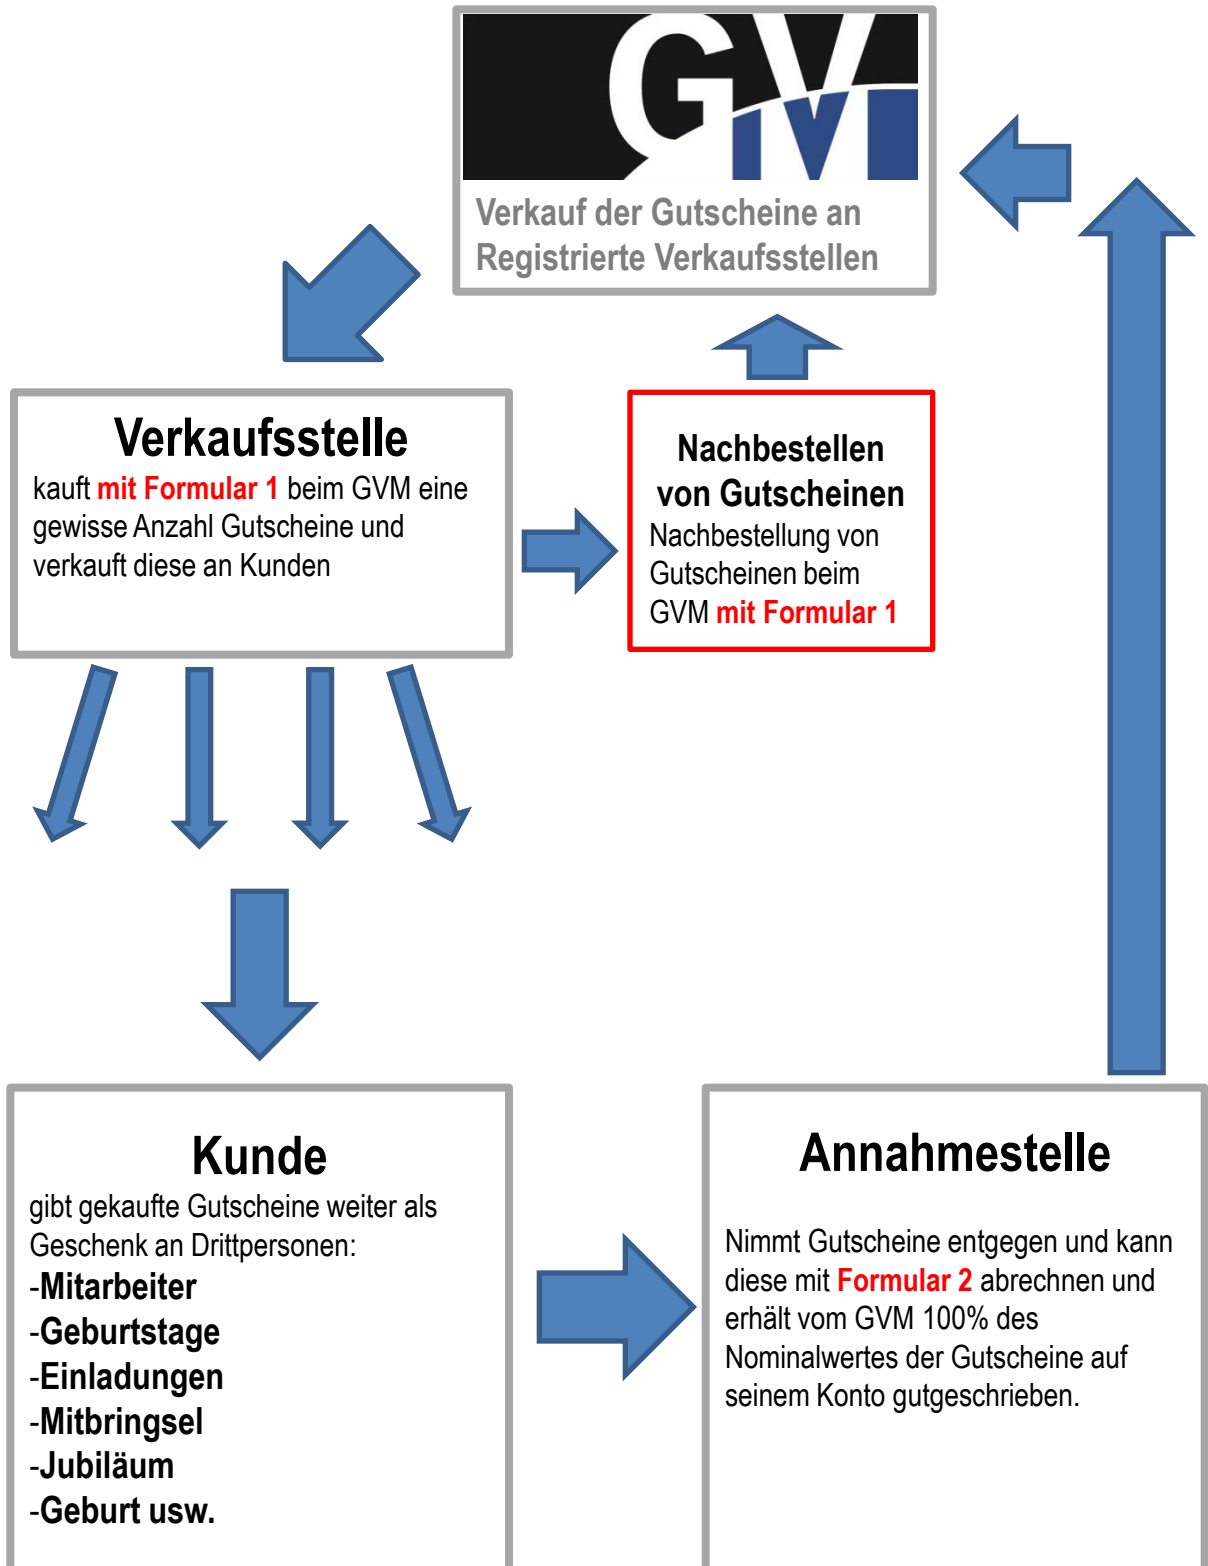 GVM
Verkauf der Gutscheine an
Registrierte Verkaufsstellen
Verkaufsstelle
kauft mit Formular 1 beim GVM eine
gewisse Anzahl Gutscheine und
verkauft diese an Kunden
Nachbestellen
von Gutscheinen
Nachbestellung von
Gutscheinen beim
GVM mit Formular 1
Kunde
gibt gekaufte Gutscheine weiter als
Geschenk an Drittpersonen:
-Mitarbeiter
-Geburtstage
-Einladungen
-Mitbringsel
-Jubiläum
-Geburt usw.
Annahmestelle
Nimmt Gutscheine entgegen und kann
diese mit Formular 2 abrechnen und
erhält vom GVM 100% des
Nominalwertes der Gutscheine auf
seinem Konto gutgeschrieben.